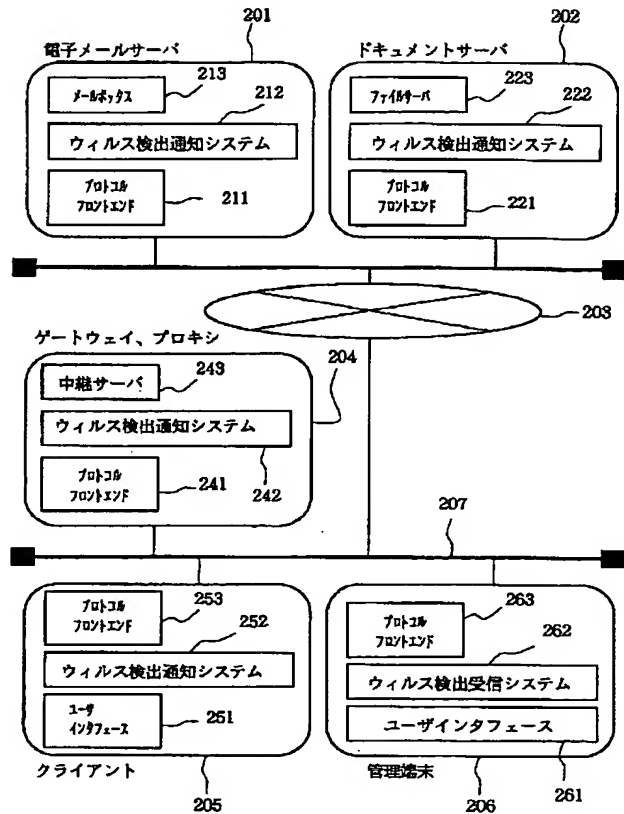 電子メールサーバ
201
メールボックス
213
212
ウィルス検出通知システム
プロトコル
フロントエンド
211
ドキュメントサーバ
202
ファイルサーバ
223
222
ウィルス検出通知システム
プロトコル
フロントエンド
221
203
ゲートウェイ、プロキシ
204
中継サーバ
243
ウィルス検出通知システム
プロトコル
フロントエンド
241
242
207
プロトコル
フロントエンド
253
252
ウィルス検出通知システム
ユーザ
インタフェース
251
クライアント
205
プロトコル
フロントエンド
263
262
ウィルス検出受信システム
ユーザインタフェース
管理端末
206
261